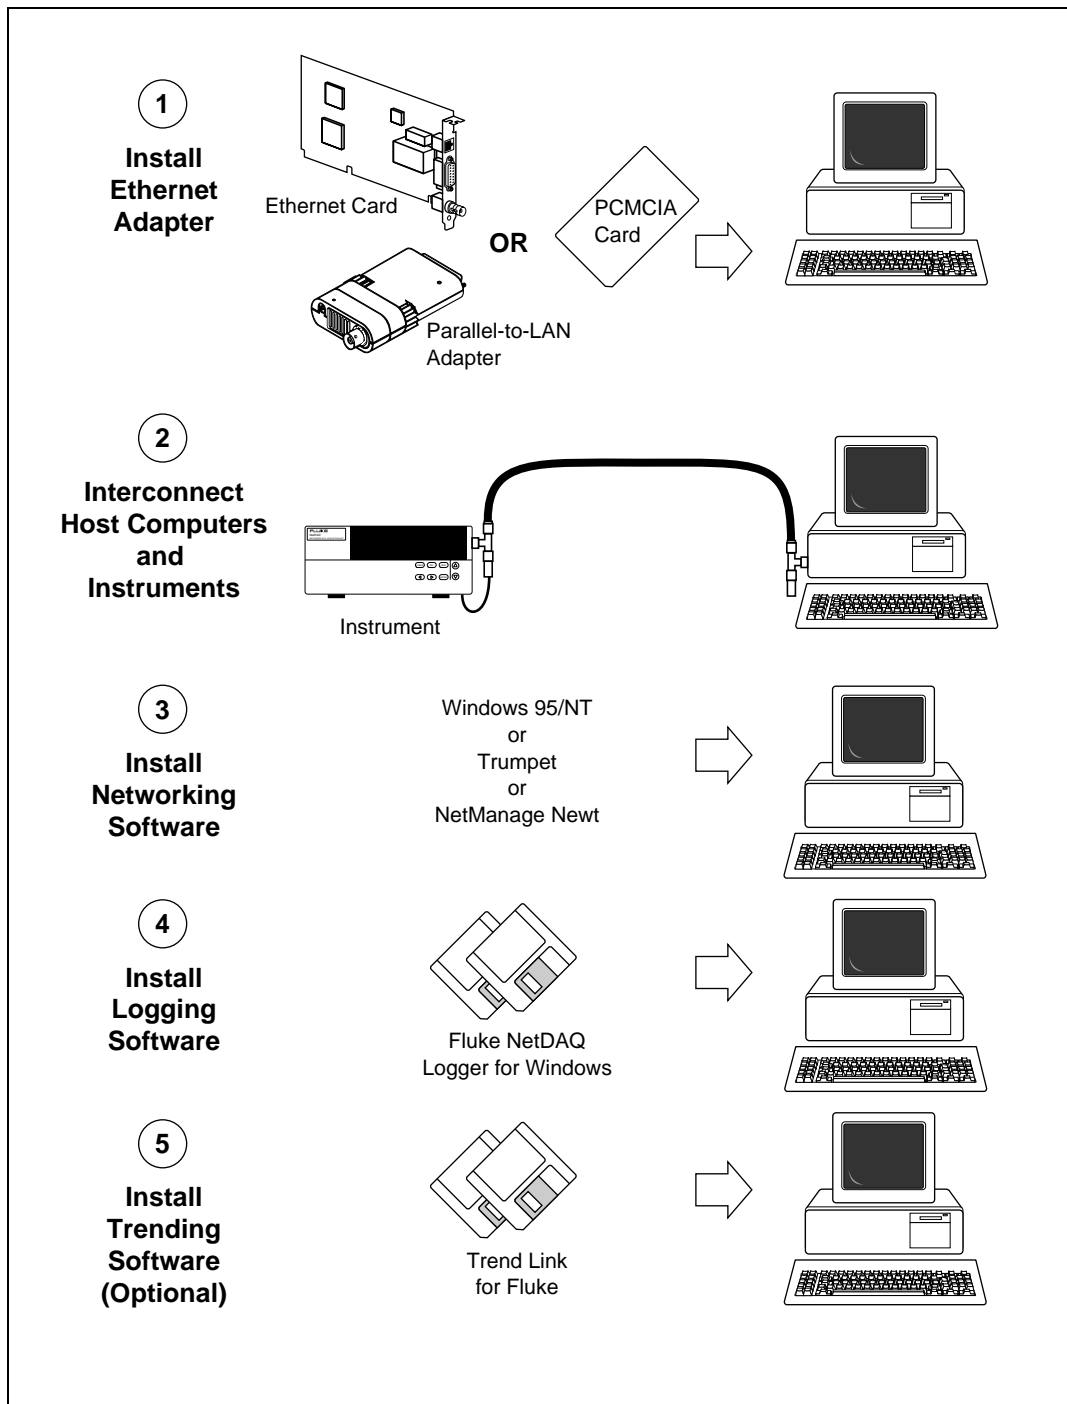 1
Install
Ethernet
Adapter
Ethernet Card
OR
PCMCIA
Card
Parallel-to-LAN
Adapter
2
Interconnect
Host Computers
and
Instruments
FLUKE
Instrument
3
Install
Networking
Software
Windows 95/NT
or
Trumpet
or
NetManage Newt
4
Install
Logging
Software
Fluke NetDAQ
Logger for Windows
5
Install
Trending
Software
(Optional)
Trend Link
for Fluke